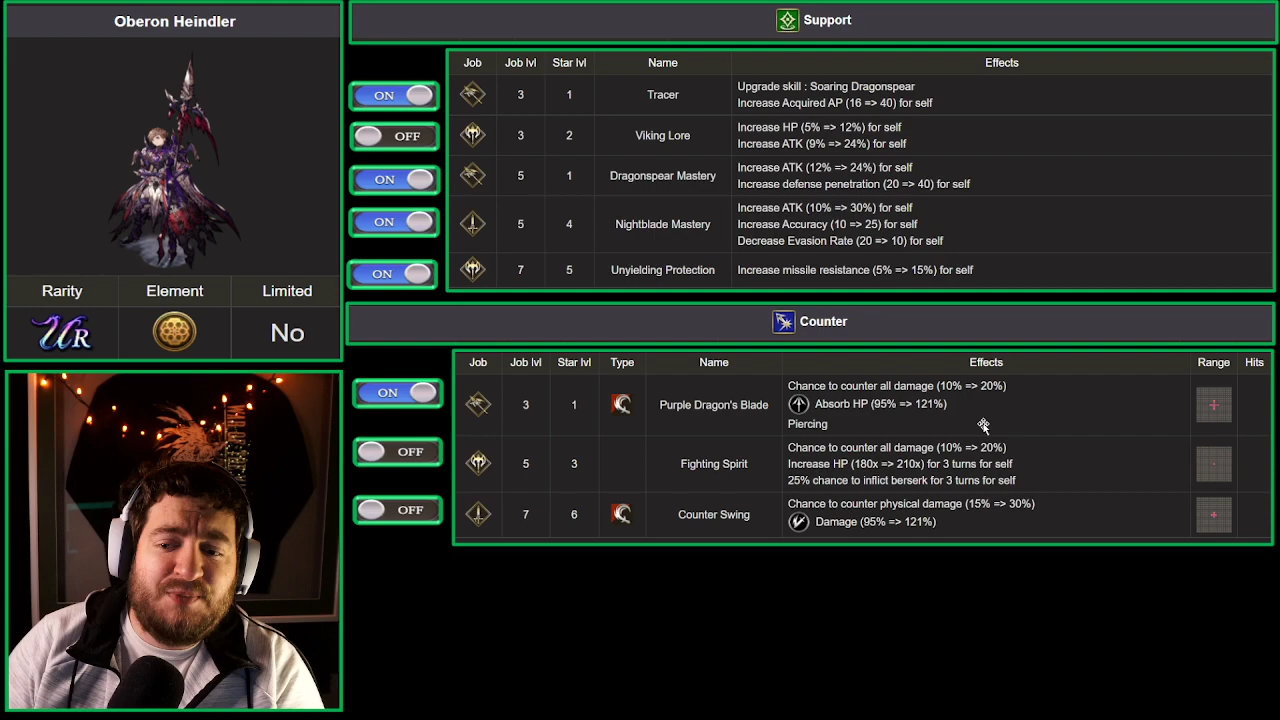 Oberon Heindler
Rarity Element Limited
UR No
Support
Job Job lvl Star lvl Name Effects
ON 3 1 Tracer Upgrade skill : Soaring Dragonspear
Increase Acquired AP (16 => 40) for self
OFF 3 2 Viking Lore Increase HP (5% => 12%) for self
Increase ATK (9% => 24%) for self
ON 5 1 Dragonspear Mastery Increase ATK (12% => 24%) for self
Increase defense penetration (20 => 40) for self
ON 5 4 Nightblade Mastery Increase ATK (10% => 30%) for self
Increase Accuracy (10 => 25) for self
Decrease Evasion Rate (20 => 10) for self
ON 7 5 Unyielding Protection Increase missile resistance (5% => 15%) for self
Counter
Job Job lvl Star lvl Type Name Effects Range Hits
ON 3 1 Purple Dragon's Blade Chance to counter all damage (10% => 20%)
Absorb HP (95% => 121%)
Piercing
OFF 5 3 Fighting Spirit Chance to counter all damage (10% => 20%)
Increase HP (180x => 210x) for 3 turns for self
25% chance to inflict berserk for 3 turns for self
OFF 7 6 Counter Swing Chance to counter physical damage (15% => 30%)
Damage (95% => 121%)